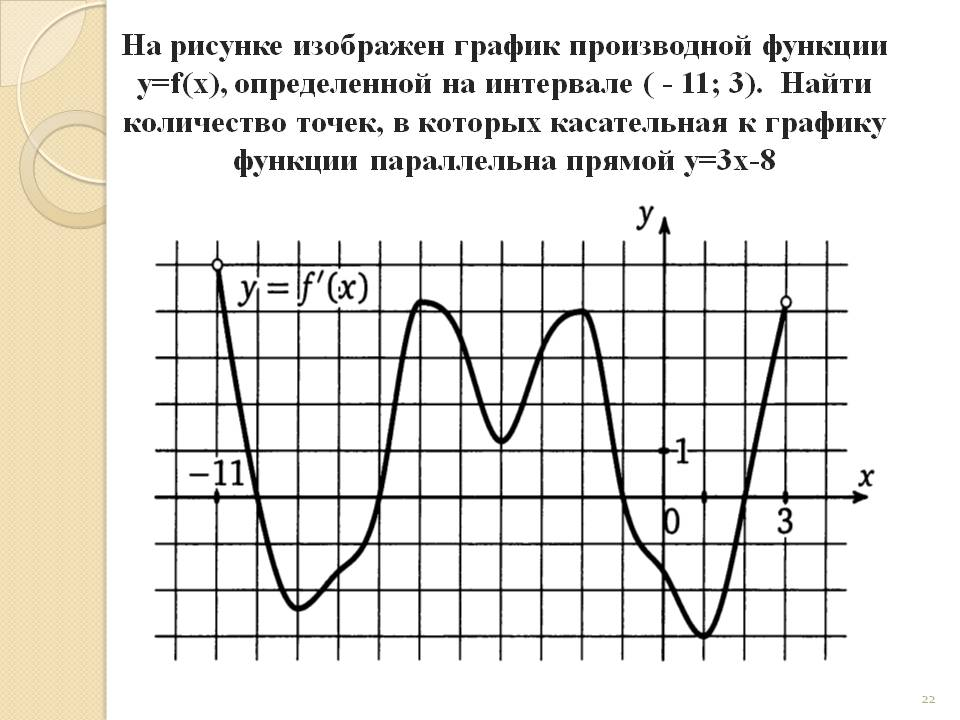 На рисунке изображен график производной функции
y=f(x), определенной на интервале ( - 11; 3).  Найти
количество точек, в которых касательная к графику
функции параллельна прямой y=3x-8
y
y = f′(x)
1
−11
x
0
3
22